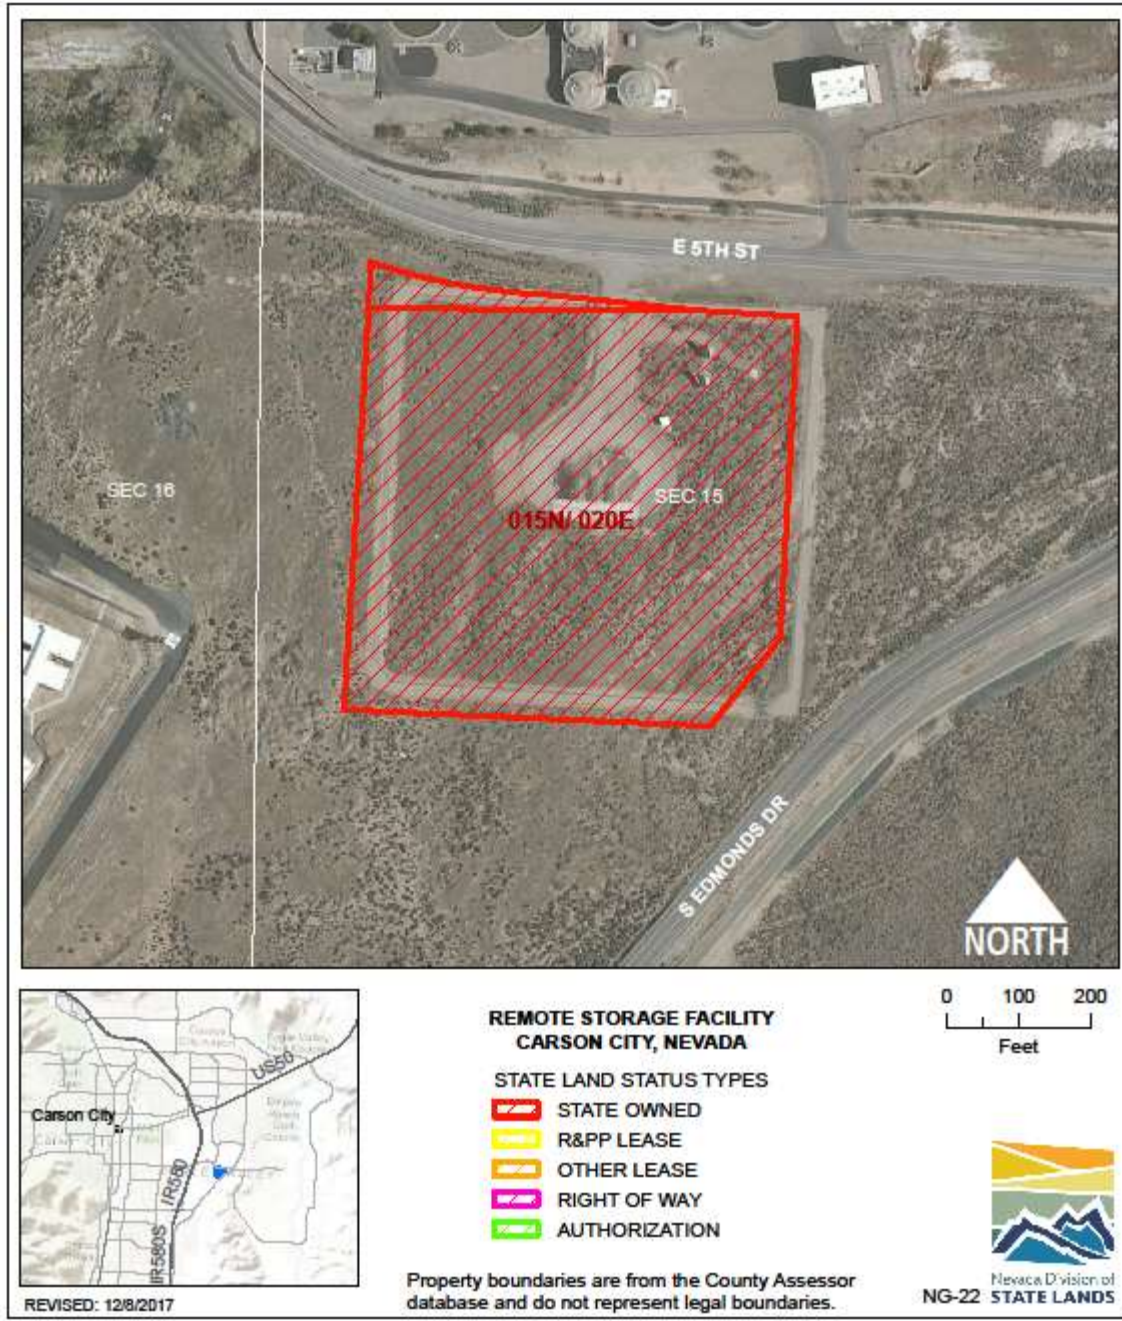 E 5TH ST
SEC 16
SEC 15
015N/ 020E
S EDMONDS DR
NORTH
US50
Carson City
IR580
IR580S
REVISED: 12/8/2017
REMOTE STORAGE FACILITY
CARSON CITY, NEVADA
STATE LAND STATUS TYPES
STATE OWNED
R&PP LEASE
OTHER LEASE
RIGHT OF WAY
AUTHORIZATION
Property boundaries are from the County Assessor
database and do not represent legal boundaries.
0 100 200
Feet
Nevada Division of
NG-22 STATE LANDS